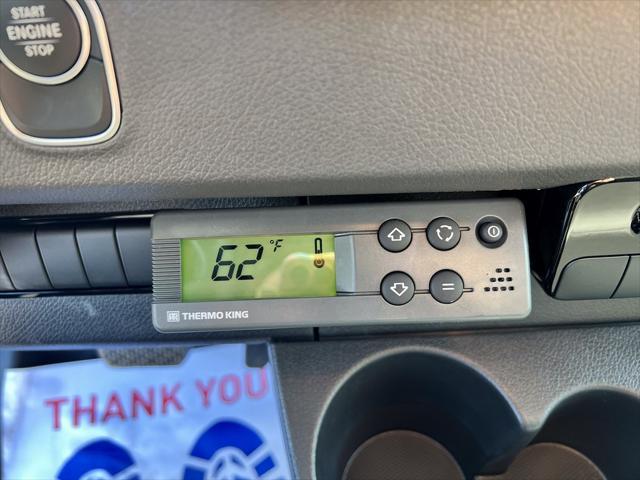 START
ENGINE
STOP
62 °F
THERMO KING
THANK YOU